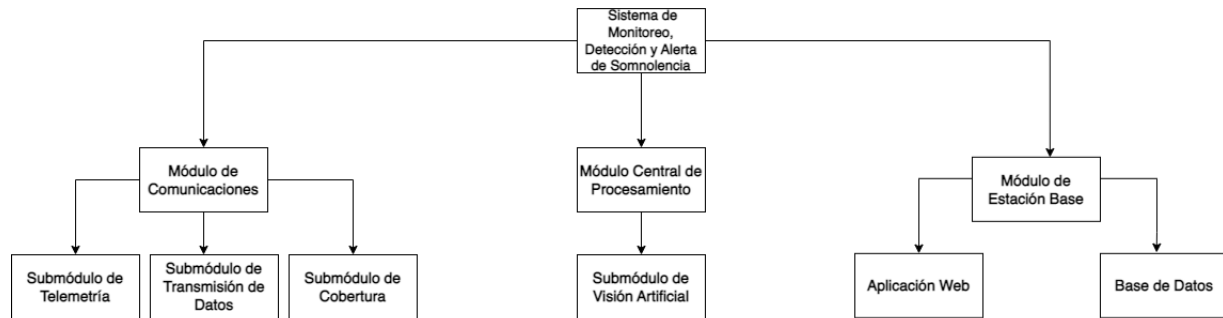 Sistema de
Monitoreo,
Detección y Alerta
de Somnolencia
Módulo de
Comunicaciones
Módulo Central de
Procesamiento
Módulo de
Estación Base
Submódulo de
Telemetría
Submódulo de
Transmisión de
Datos
Submódulo de
Cobertura
Submódulo de
Visión Artificial
Aplicación Web
Base de Datos